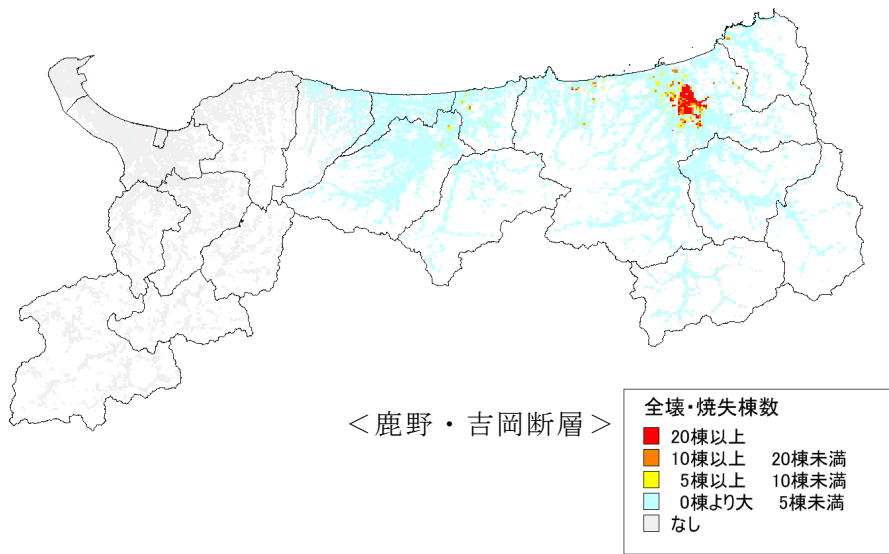 ＜鹿野・吉岡断層＞
全壊・焼失棟数
20棟以上
10棟以上 20棟未満
5棟以上 10棟未満
0棟より大 5棟未満
なし